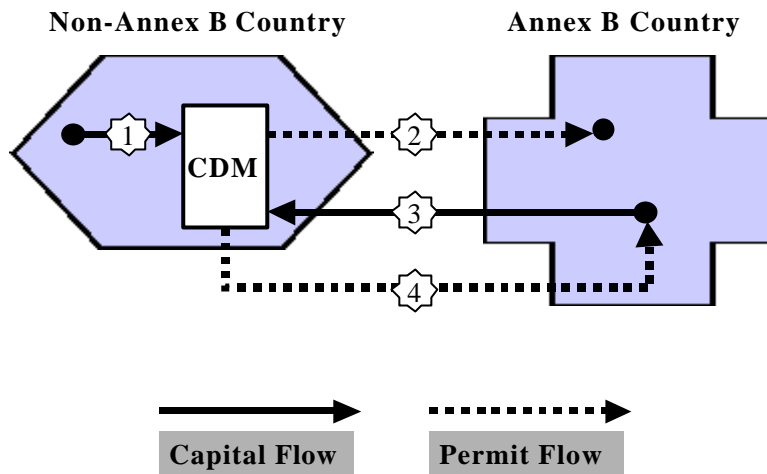 Non-Annex B Country
Annex B Country
1
2
CDM
3
4
Capital Flow
Permit Flow